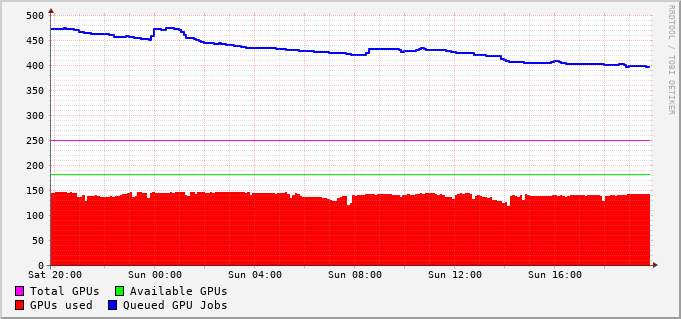 500
450
400
350
300
250
200
150
100
50
0
Sat 20:00 Sun 00:00 Sun 04:00 Sun 08:00 Sun 12:00 Sun 16:00
Total GPUs Available GPUs
GPUs used Queued GPU Jobs
RRDTOOL / TOBI OETIKER